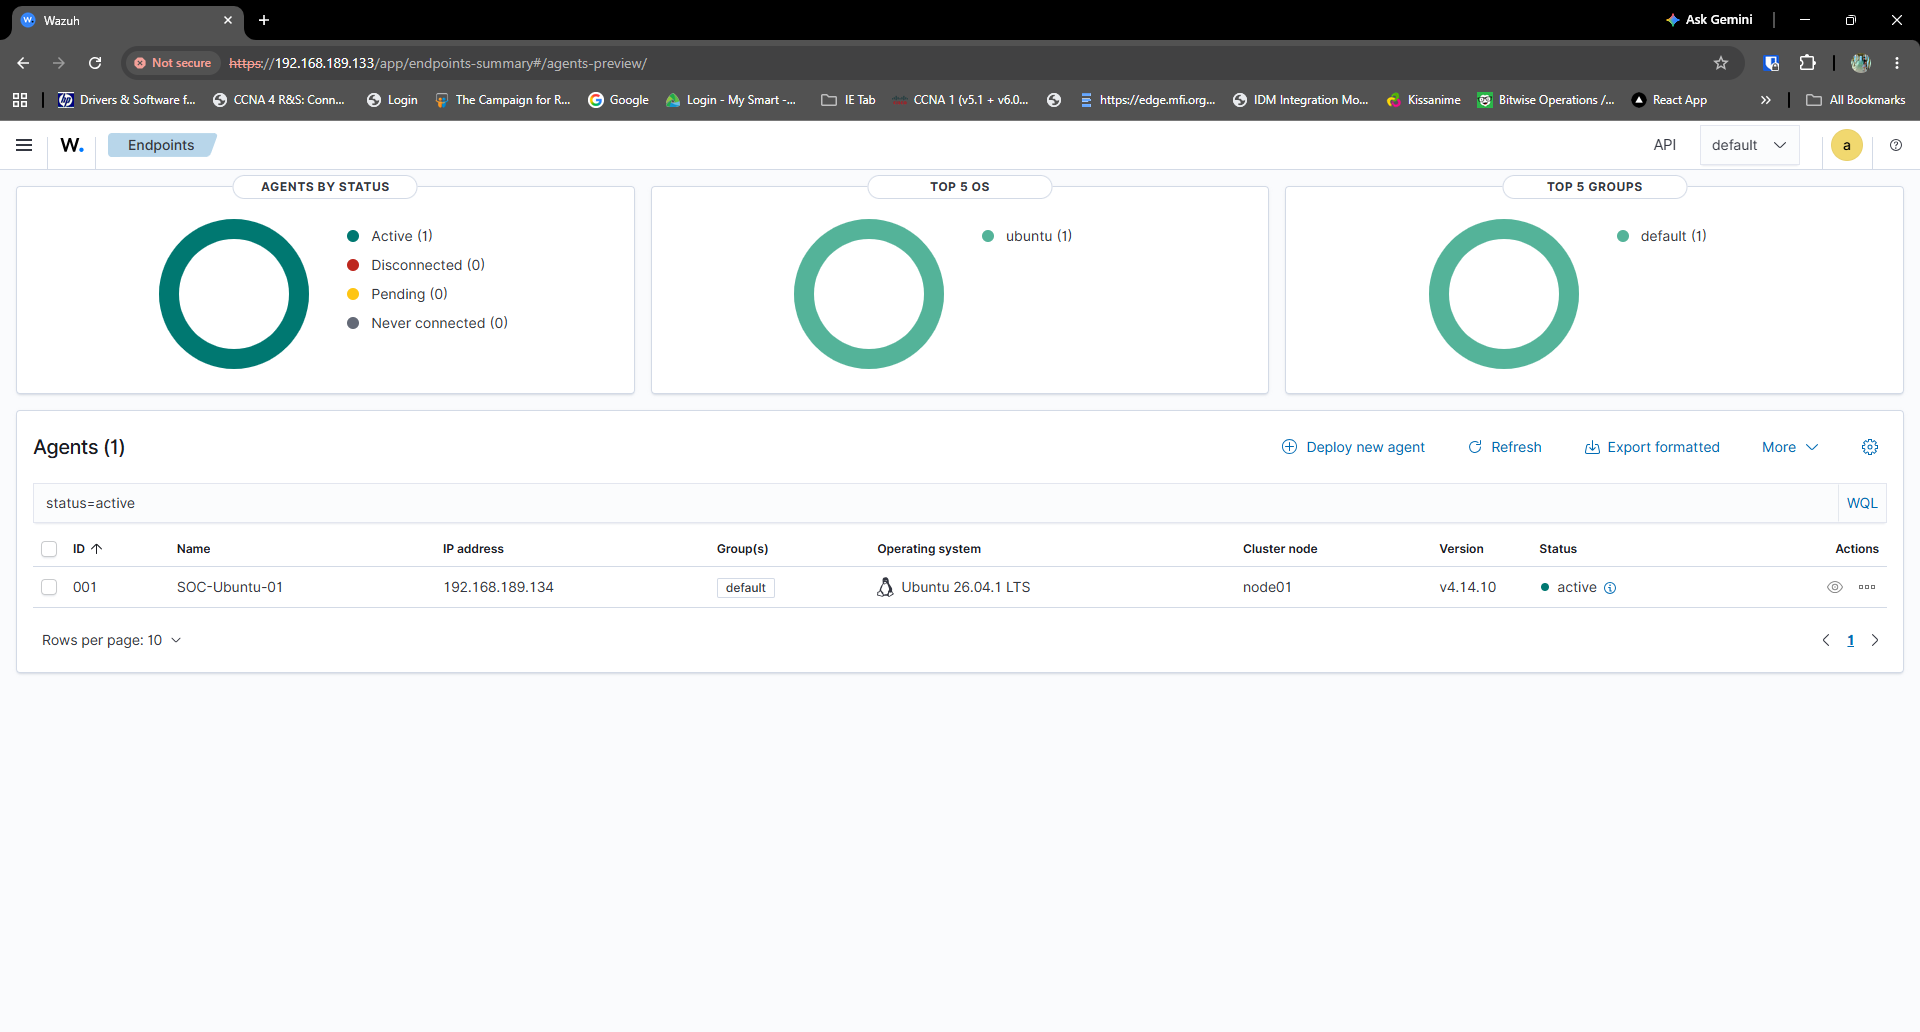 Wazuh
Ask Gemini
Not secure https://192.168.189.133/app/endpoints-summary#/agents-preview/
Drivers & Software f... CCNA 4 R&S: Conn... Login The Campaign for R... Google Login - My Smart -... IE Tab CCNA 1 (v5.1 + v6.0... https://edge.mfi.org... IDM Integration Mo... Kissanime Bitwise Operations /... React App » All Bookmarks
W. Endpoints API default a
AGENTS BY STATUS
Active (1)
Disconnected (0)
Pending (0)
Never connected (0)
TOP 5 OS
ubuntu (1)
TOP 5 GROUPS
default (1)
Agents (1) Deploy new agent Refresh Export formatted More
status=active WQL
ID Name IP address Group(s) Operating system Cluster node Version Status Actions
001 SOC-Ubuntu-01 192.168.189.134 default Ubuntu 26.04.1 LTS node01 v4.14.10 active
Rows per page: 10 1